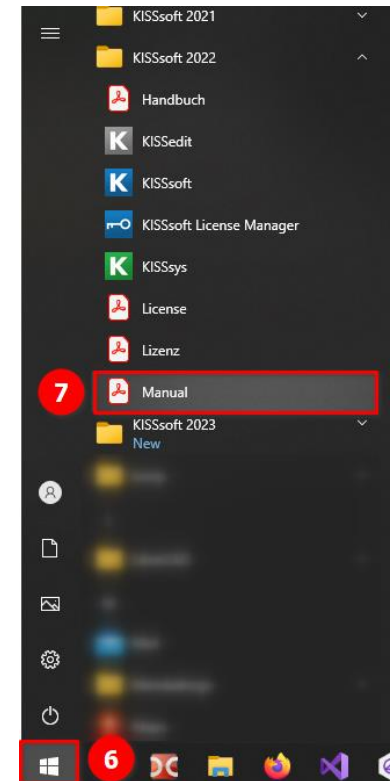 KISSsoft 2021
KISSsoft 2022
Handbuch
K KISSedit
K KISSsoft
KISSsoft License Manager
K KISSsys
License
Lizenz
7 Manual
KISSsoft 2023
New
6